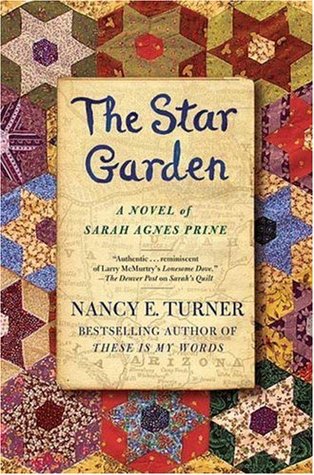 The Star
Garden
A NOVEL of
SARAH AGNES PRINE
"Authentic . . . reminiscent
of Larry McMurtry's Lonesome Dove."
—The Denver Post on Sarah's Quilt
NANCY E. TURNER
BESTSELLING AUTHOR OF
THESE IS MY WORDS
ARIZONA